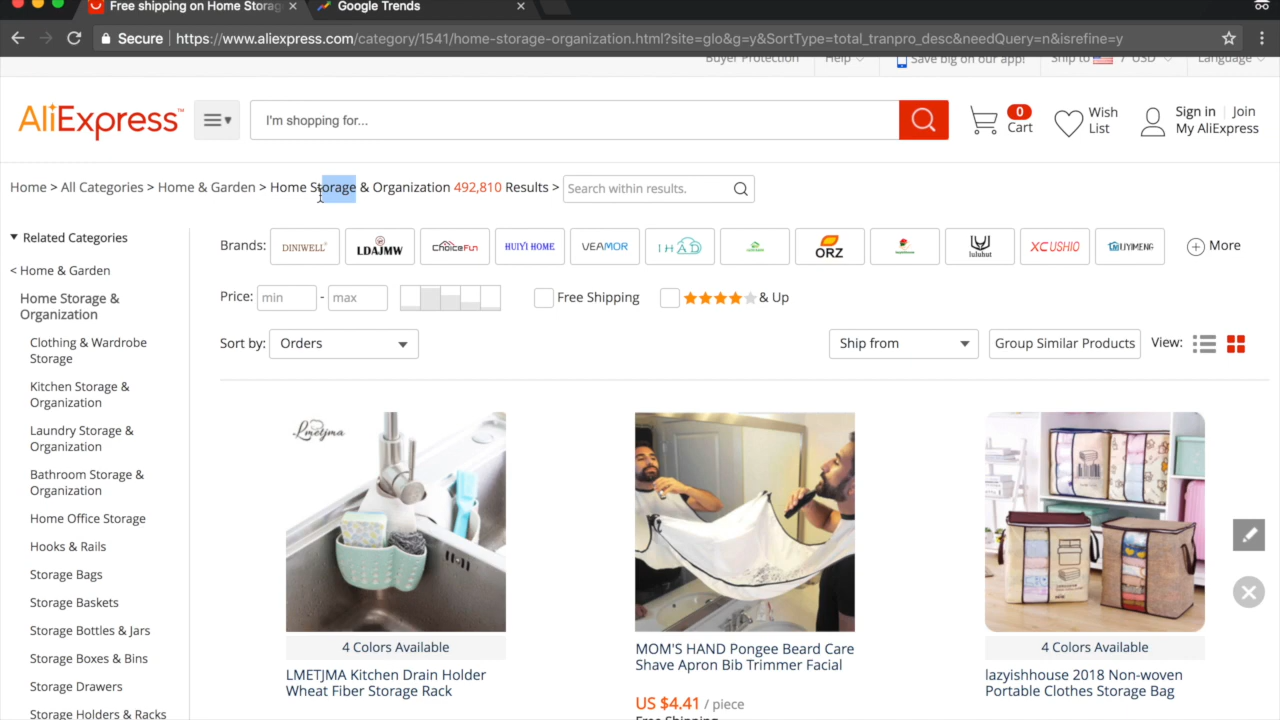 Free shipping on Home Storag
Google Trends
Secure
https://www.aliexpress.com/category/1541/home-storage-organization.html?site=glo&g=y&SortType=total_tranpro_desc&needQuery=n&isrefine=y
Buyer Protection
Help
Save big on our app!
Ship to / USD
Language
AliExpress™
I'm shopping for...
0
Cart
Wish
List
Sign in | Join
My AliExpress
Home > All Categories > Home & Garden > Home Storage & Organization 492,810 Results >
Search within results.
Related Categories
< Home & Garden
Home Storage &
Organization
Clothing & Wardrobe
Storage
Kitchen Storage &
Organization
Laundry Storage &
Organization
Bathroom Storage &
Organization
Home Office Storage
Hooks & Rails
Storage Bags
Storage Baskets
Storage Bottles & Jars
Storage Boxes & Bins
Storage Drawers
Storage Holders & Racks
Brands:
DINIWELL
LDAJMW
ChoiceFun
HUIYI HOME
VEAMOR
IHAD
ORZ
luluhut
XCUSHIO
More
Price:
min
-
max
Free Shipping
& Up
Sort by:
Orders
Ship from
Group Similar Products
View:
Lmetjma
4 Colors Available
LMETJMA Kitchen Drain Holder
Wheat Fiber Storage Rack
MOM'S HAND Pongee Beard Care
Shave Apron Bib Trimmer Facial
US $4.41 / piece
Free Shipping
4 Colors Available
lazyishhouse 2018 Non-woven
Portable Clothes Storage Bag